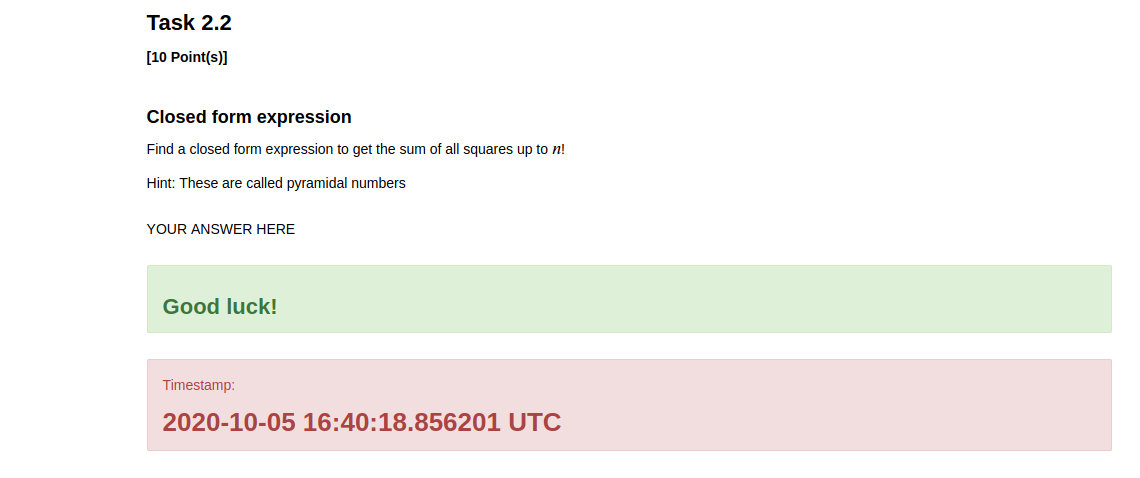 Task 2.2
[10 Point(s)]
Closed form expression
Find a closed form expression to get the sum of all squares up to n!
Hint: These are called pyramidal numbers
YOUR ANSWER HERE
Good luck!
Timestamp:
2020-10-05 16:40:18.856201 UTC